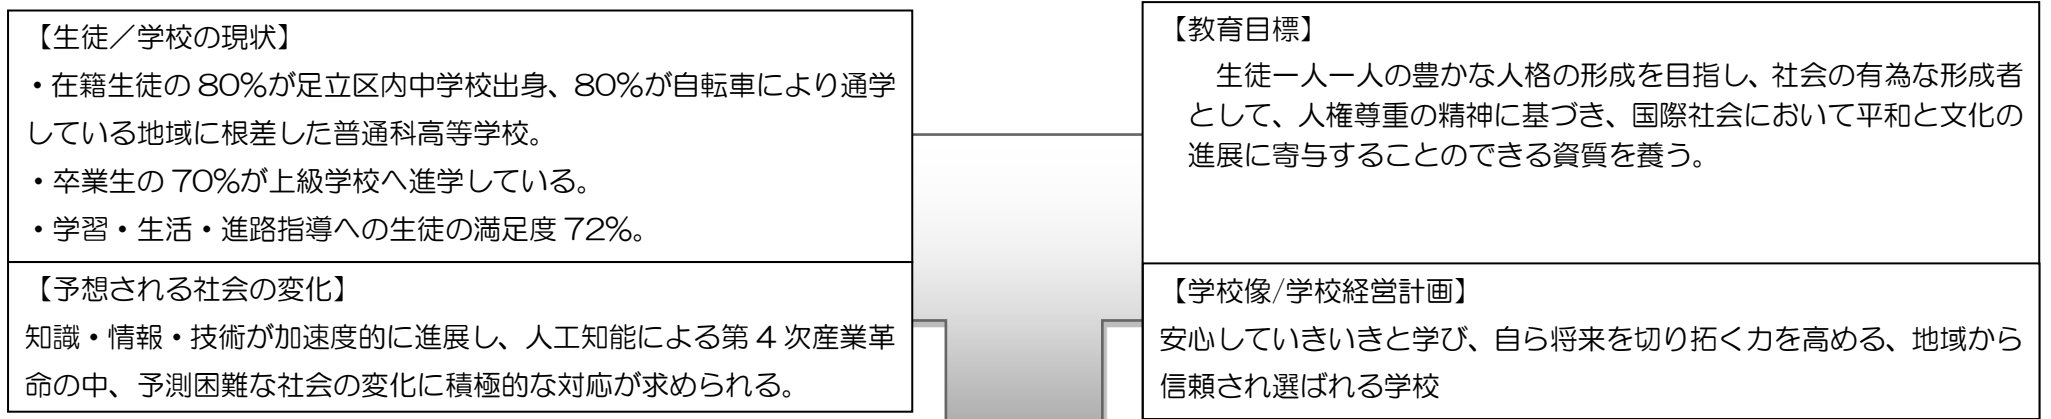 【生徒／学校の現状】
・在籍生徒の 80%が足立区内中学校出身、80%が自転車により通学
している地域に根差した普通科高等学校。
・卒業生の 70%が上級学校へ進学している。
・学習・生活・進路指導への生徒の満足度 72%。
【予想される社会の変化】
知識・情報・技術が加速度的に進展し、人工知能による第 4 次産業革
命の中、予測困難な社会の変化に積極的な対応が求められる。
【教育目標】
生徒一人一人の豊かな人格の形成を目指し、社会の有為な形成者
として、人権尊重の精神に基づき、国際社会において平和と文化の
進展に寄与することのできる資質を養う。
【学校像/学校経営計画】
安心していきいきと学び、自ら将来を切り拓く力を高める、地域から
信頼され選ばれる学校